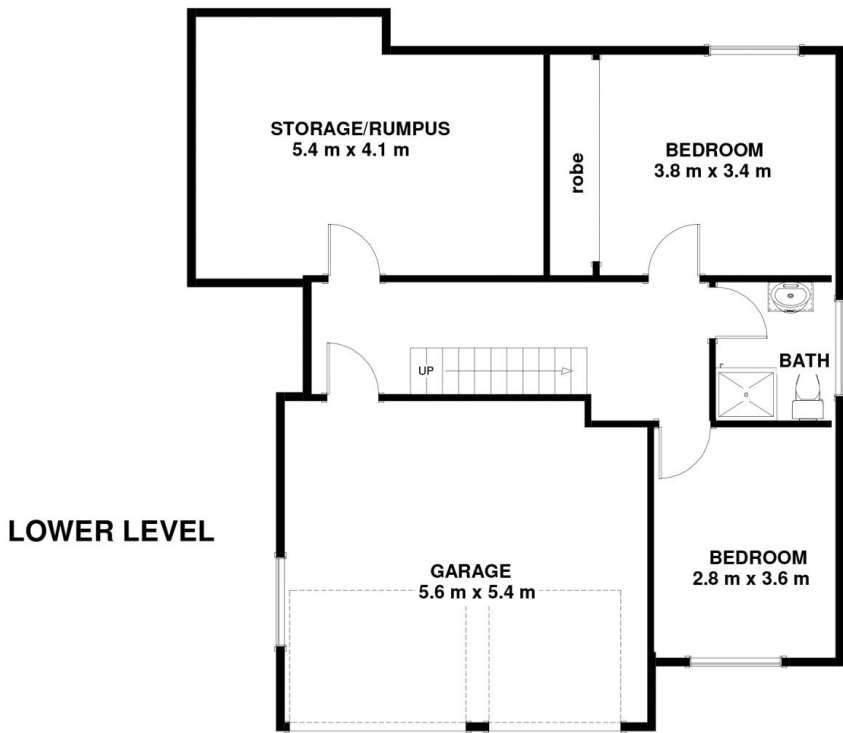 STORAGE/RUMPUS
5.4 m x 4.1 m
robe
BEDROOM
3.8 m x 3.4 m
UP
BATH
LOWER LEVEL
GARAGE
5.6 m x 5.4 m
BEDROOM
2.8 m x 3.6 m